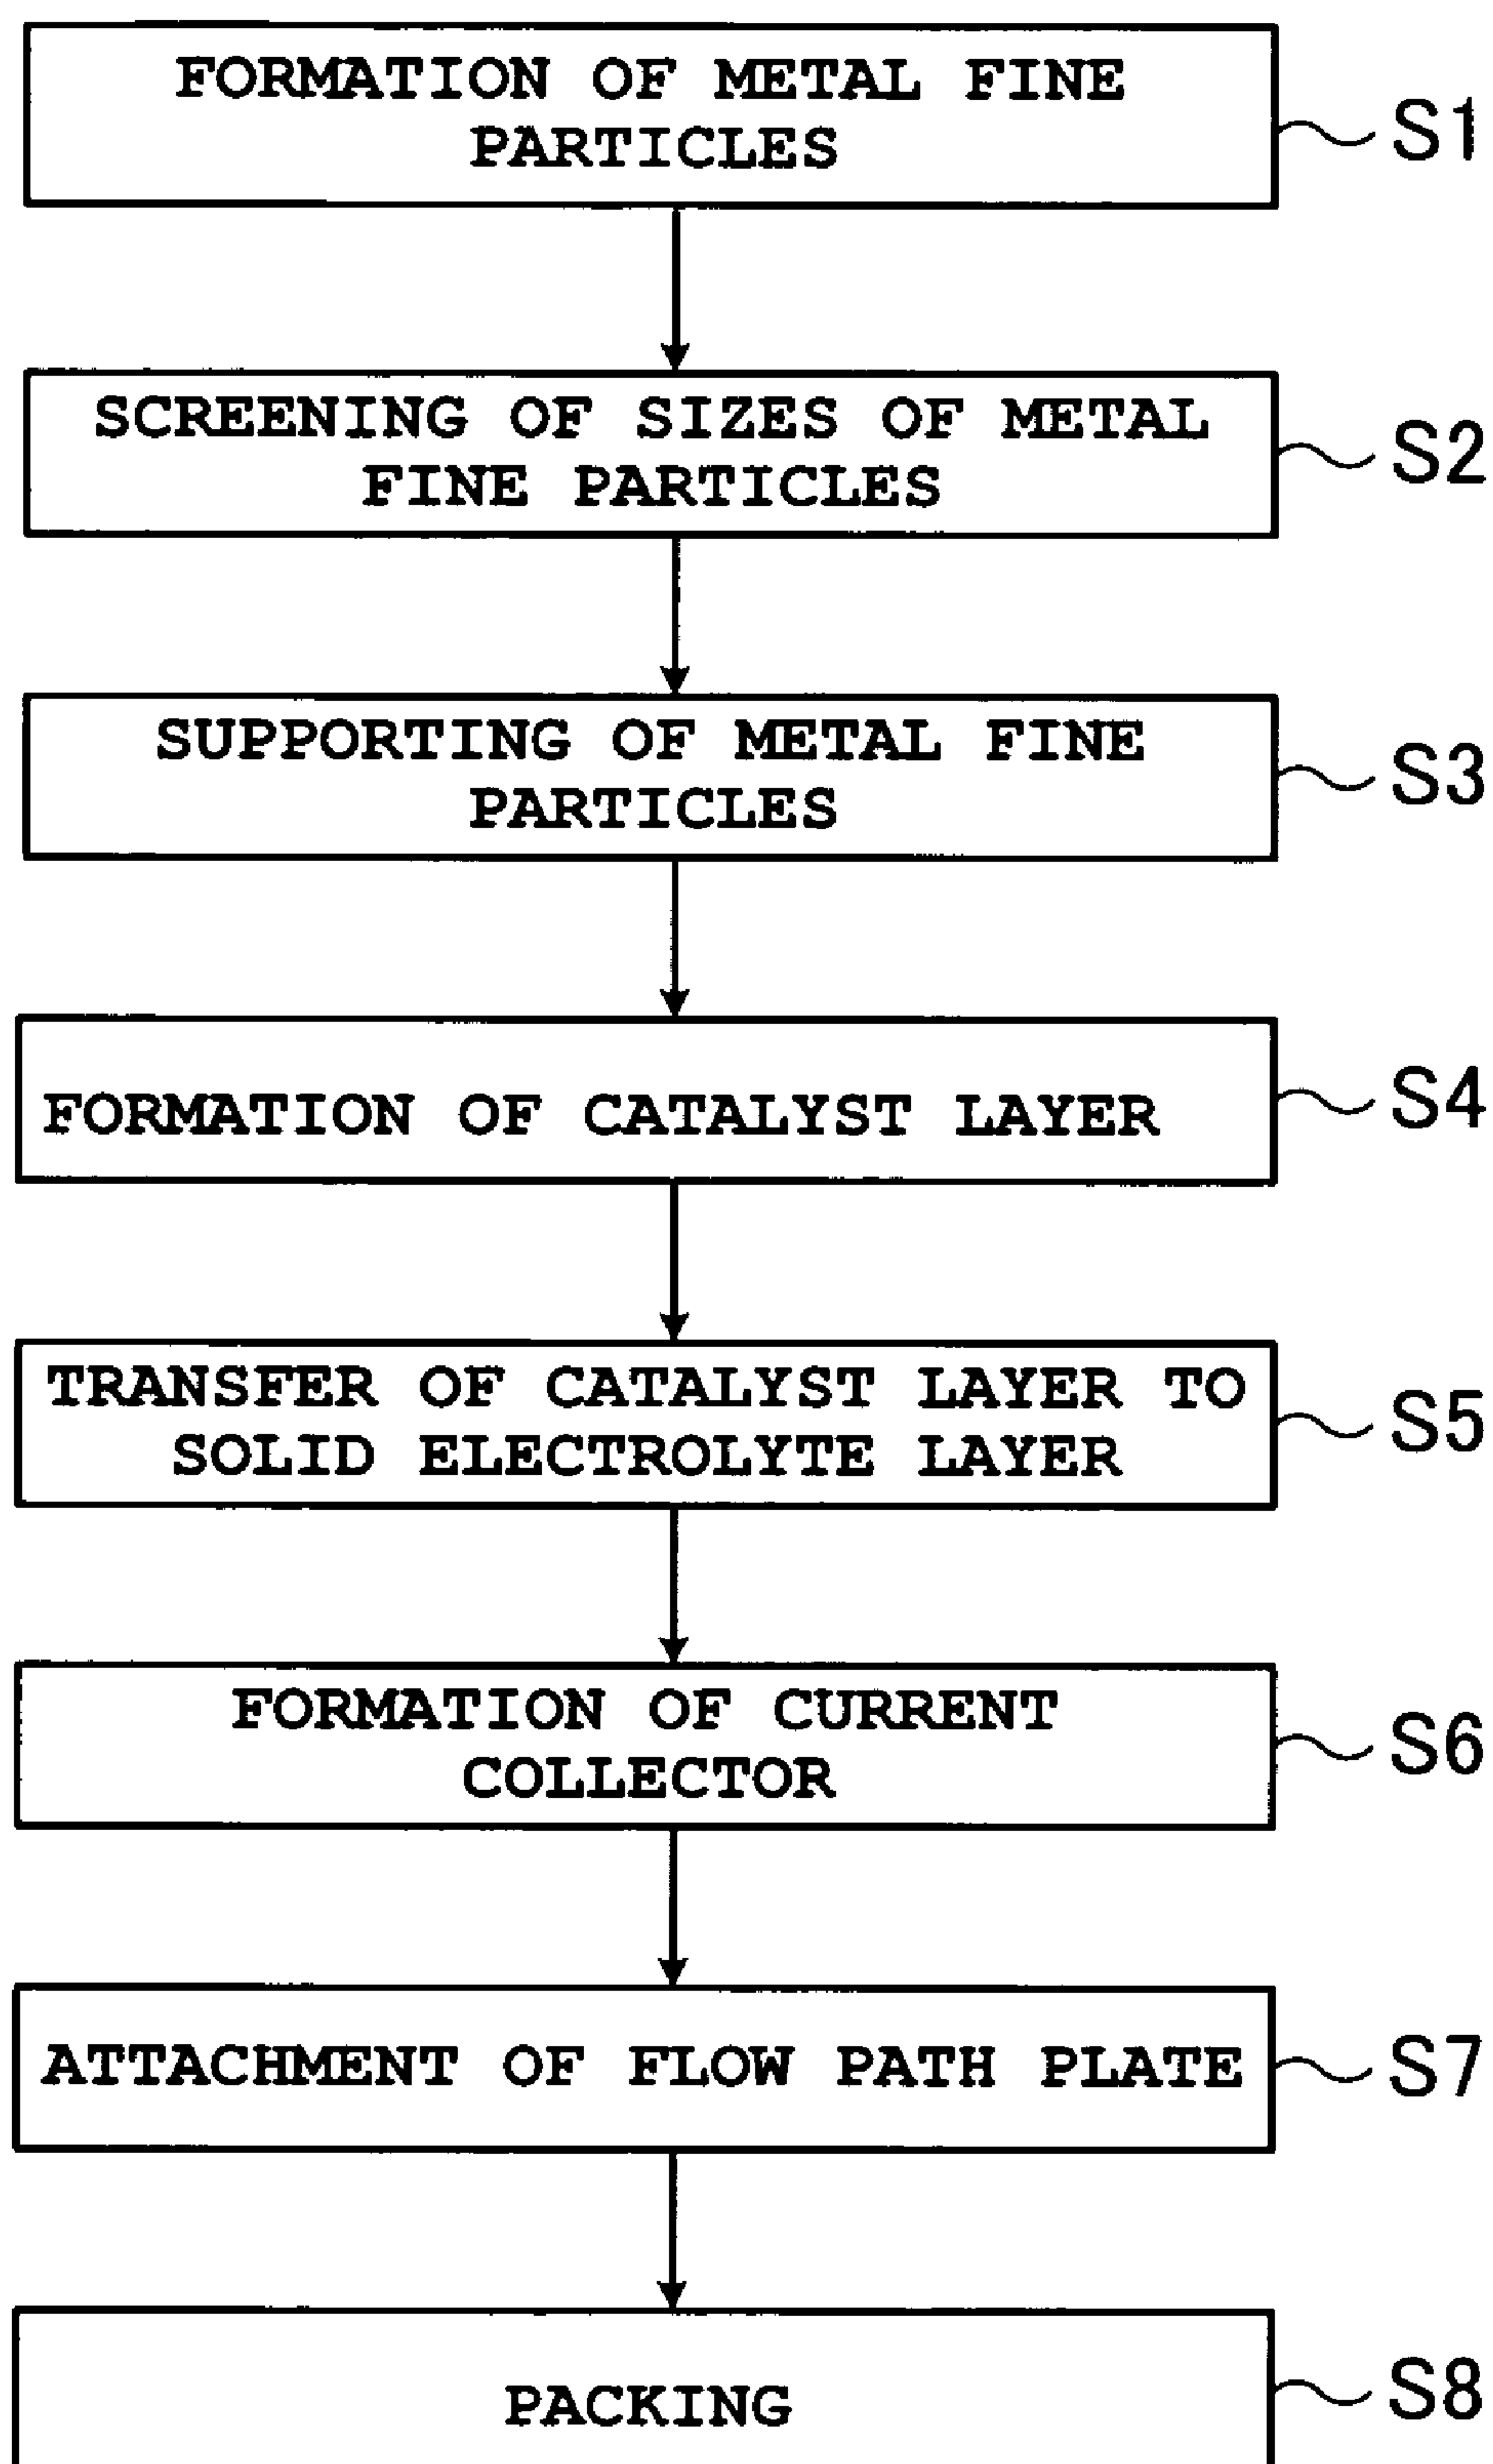 FORMATION OF METAL FINE
PARTICLES
S1
SCREENING OF SIZES OF METAL
FINE PARTICLES
S2
SUPPORTING OF METAL FINE
PARTICLES
S3
FORMATION OF CATALYST LAYER
S4
TRANSFER OF CATALYST LAYER TO
SOLID ELECTROLYTE LAYER
S5
FORMATION OF CURRENT
COLLECTOR
S6
ATTACHMENT OF FLOW PATH PLATE
S7
PACKING
S8